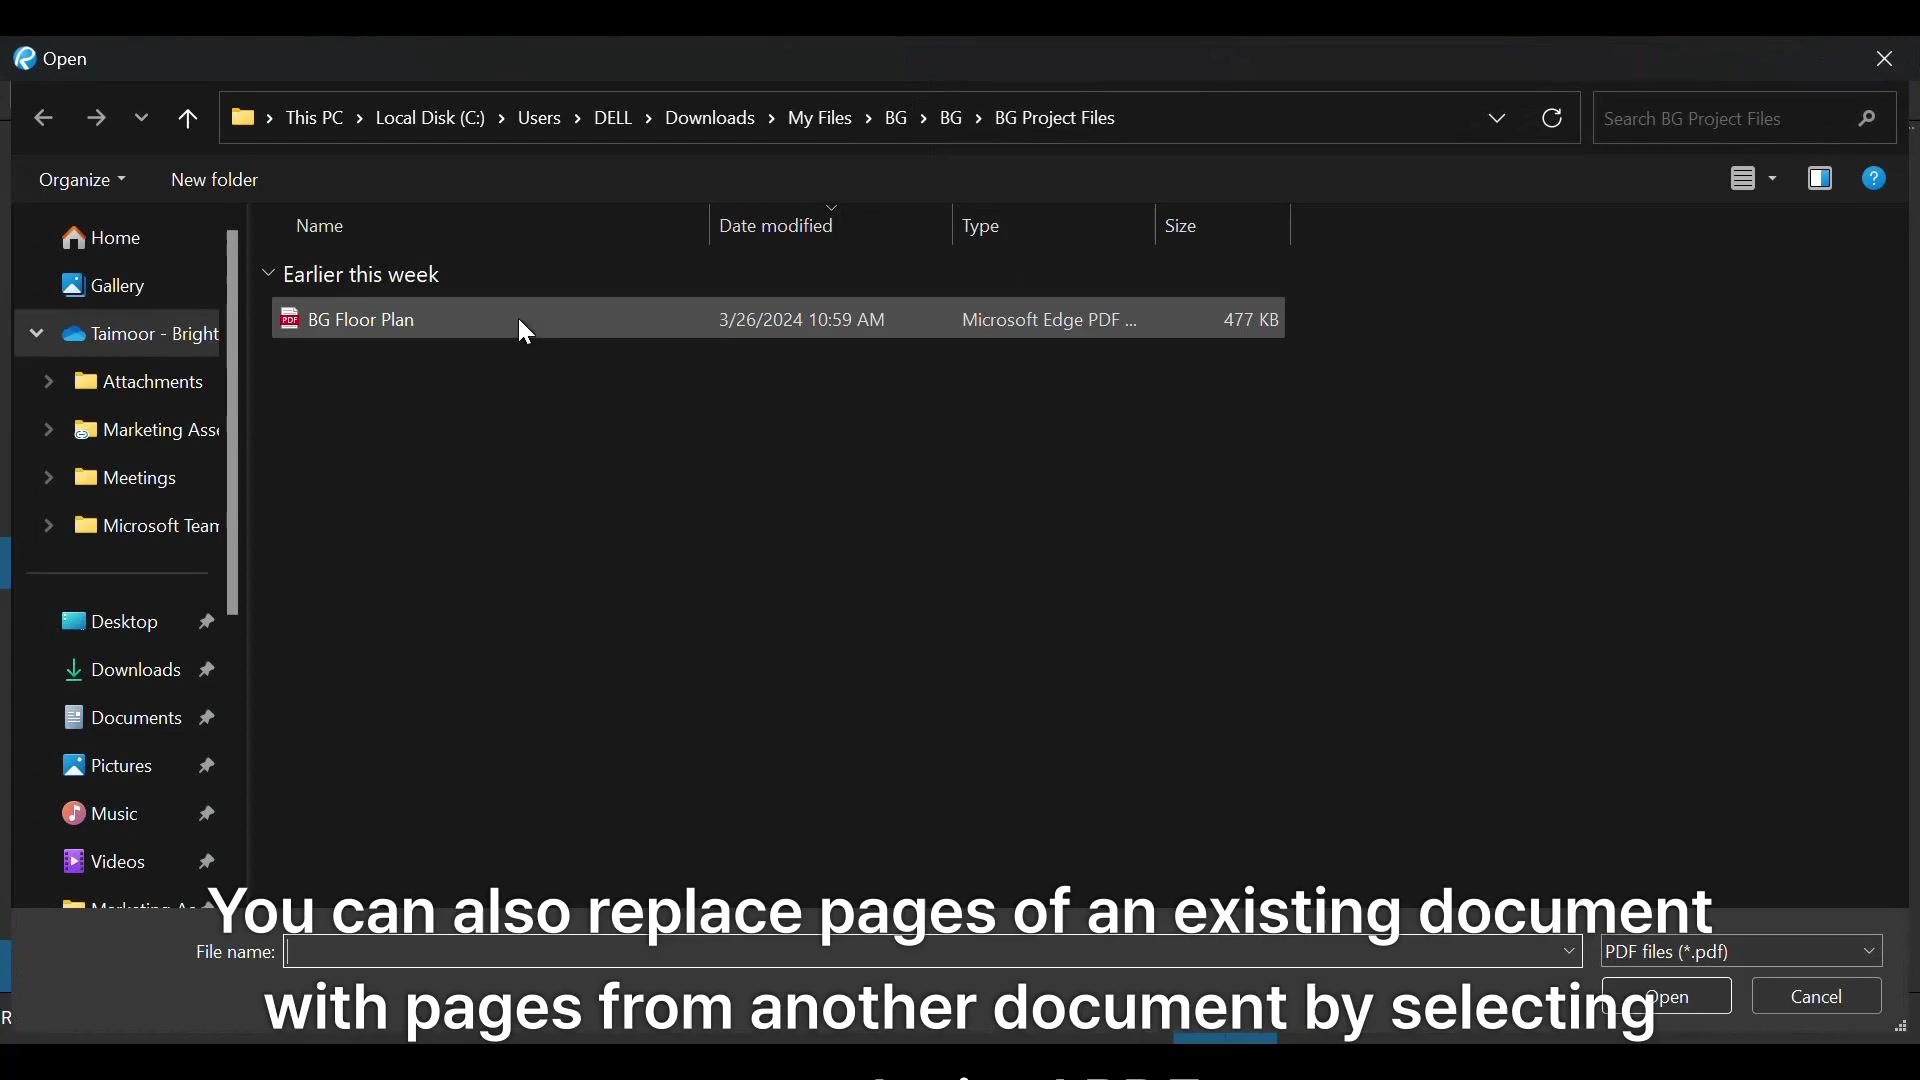 Open
This PC > Local Disk (C:) > Users > DELL > Downloads > My Files > BG > BG > BG Project Files
Search BG Project Files
Organize New folder
Name Date modified Type Size
Home
Gallery
Taimoor - Bright
Attachments
Marketing Asse
Meetings
Microsoft Team
Desktop
Downloads
Documents
Pictures
Music
Videos
Earlier this week
BG Floor Plan 3/26/2024 10:59 AM Microsoft Edge PDF ... 477 KB
You can also replace pages of an existing document
File name: PDF files (*.pdf)
with pages from another document by selecting
Open Cancel